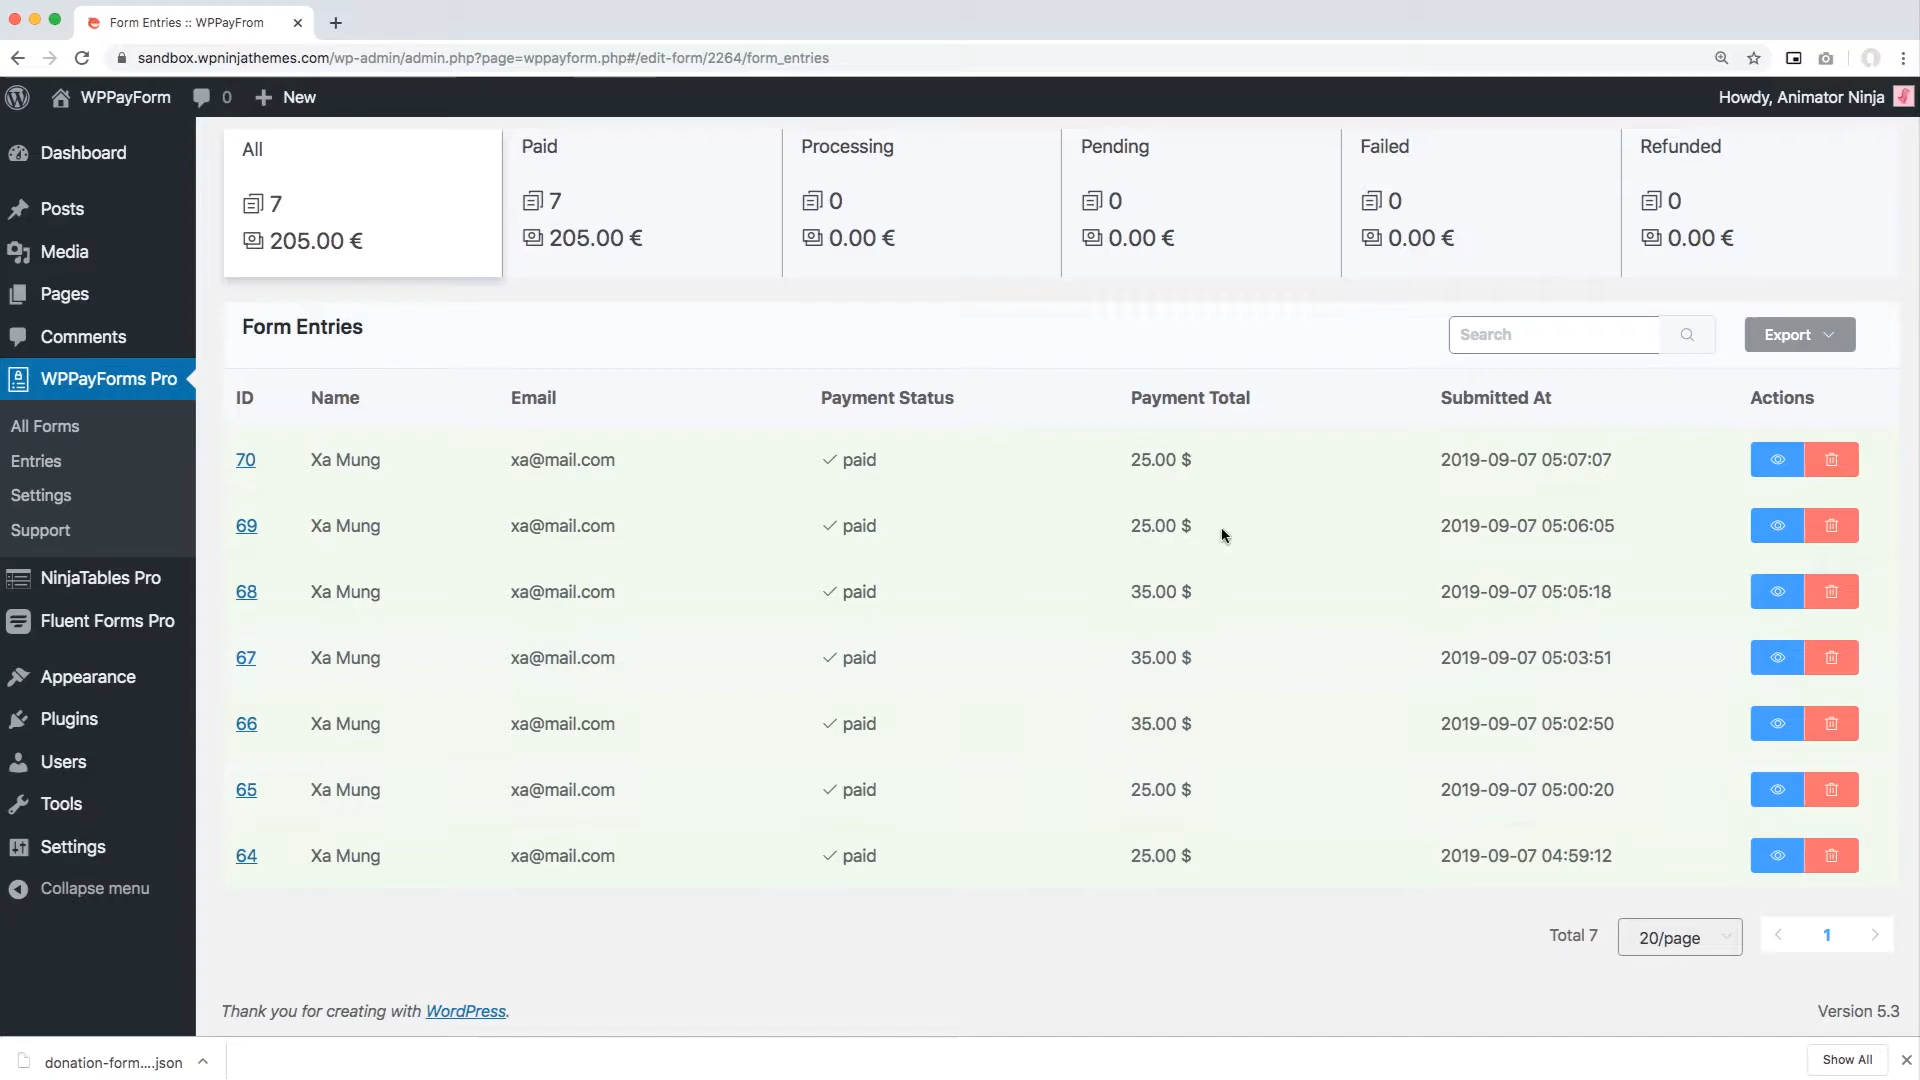 Form Entries :: WPPayFrom
sandbox.wpninjathemes.com/wp-admin/admin.php?page=wppayform.php#/edit-form/2264/form_entries
WPPayForm
0
New
Howdy, Animator Ninja
Dashboard
Posts
Media
Pages
Comments
WPPayForms Pro
All Forms
Entries
Settings
Support
NinjaTables Pro
Fluent Forms Pro
Appearance
Plugins
Users
Tools
Settings
Collapse menu
All
7
205.00 €
Paid
7
205.00 €
Processing
0
0.00 €
Pending
0
0.00 €
Failed
0
0.00 €
Refunded
0
0.00 €
Form Entries
Search
Export
ID Name Email Payment Status Payment Total Submitted At Actions
70 Xa Mung xa@mail.com paid 25.00 $ 2019-09-07 05:07:07
69 Xa Mung xa@mail.com paid 25.00 $ 2019-09-07 05:06:05
68 Xa Mung xa@mail.com paid 35.00 $ 2019-09-07 05:05:18
67 Xa Mung xa@mail.com paid 35.00 $ 2019-09-07 05:03:51
66 Xa Mung xa@mail.com paid 35.00 $ 2019-09-07 05:02:50
65 Xa Mung xa@mail.com paid 25.00 $ 2019-09-07 05:00:20
64 Xa Mung xa@mail.com paid 25.00 $ 2019-09-07 04:59:12
Total 7
20/page
1
Thank you for creating with WordPress.
Version 5.3
donation-form....json
Show All